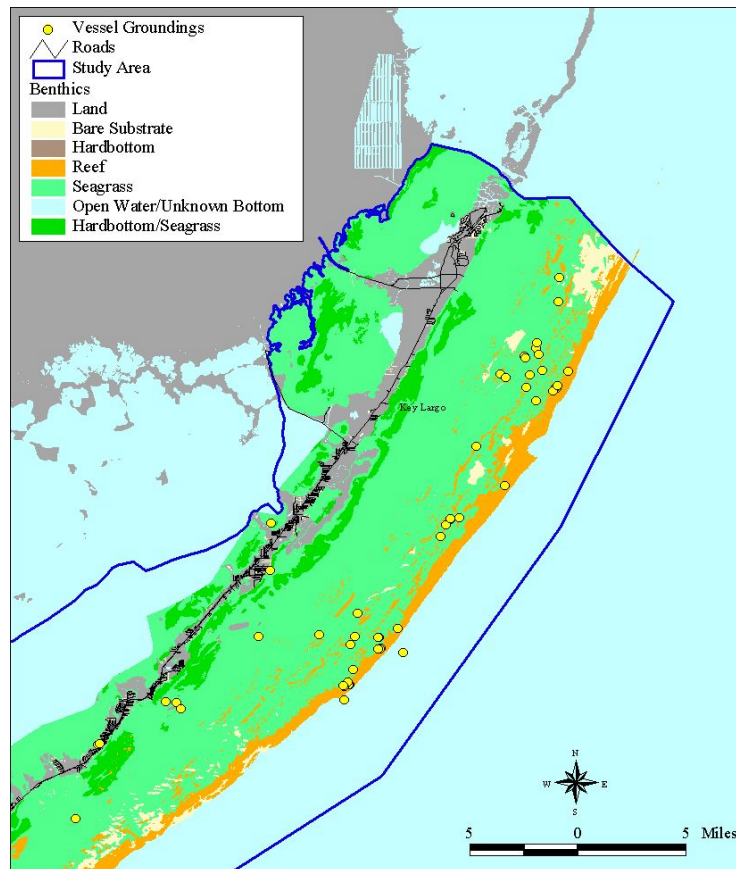 Vessel Groundings
Roads
Study Area
Benthics
Land
Bare Substrate
Hardbottom
Reef
Seagrass
Open Water/Unknown Bottom
Hardbottom/Seagrass
Key Largo
N
W E
S
5 0 5 Miles